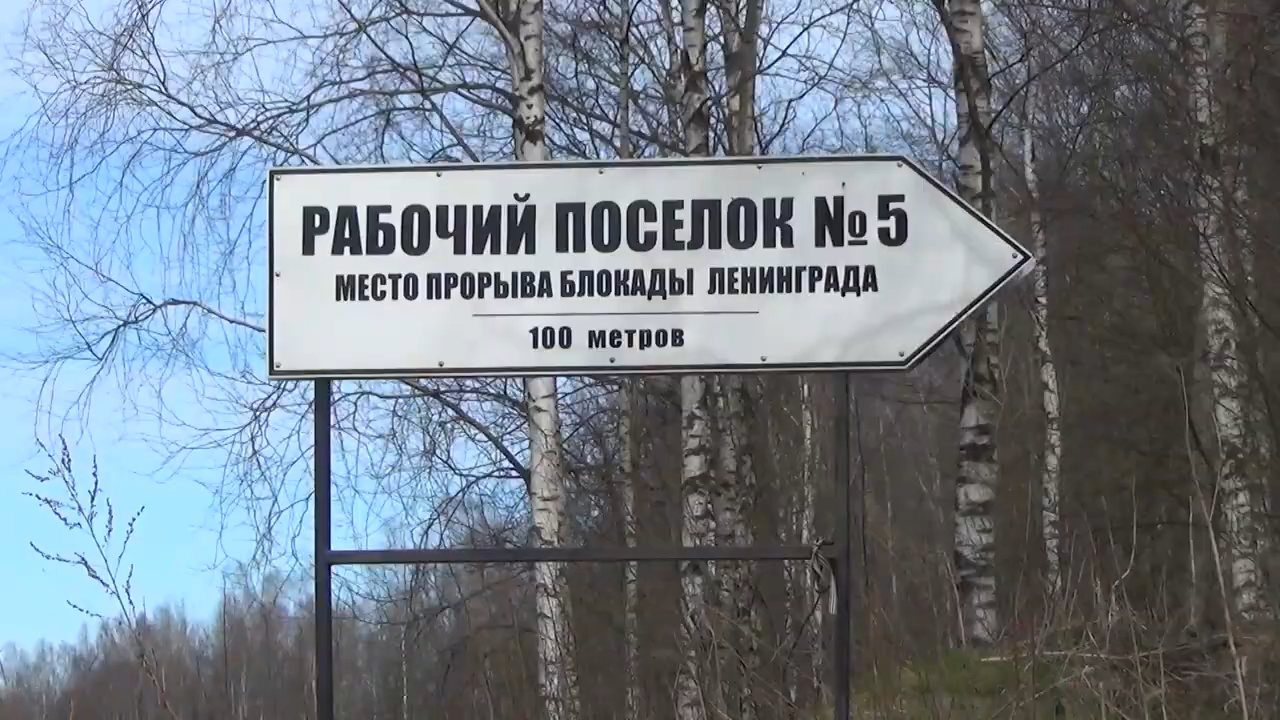 РАБОЧИЙ ПОСЕЛОК №5
МЕСТО ПРОРЫВА БЛОКАДЫ ЛЕНИНГРАДА
100 метров